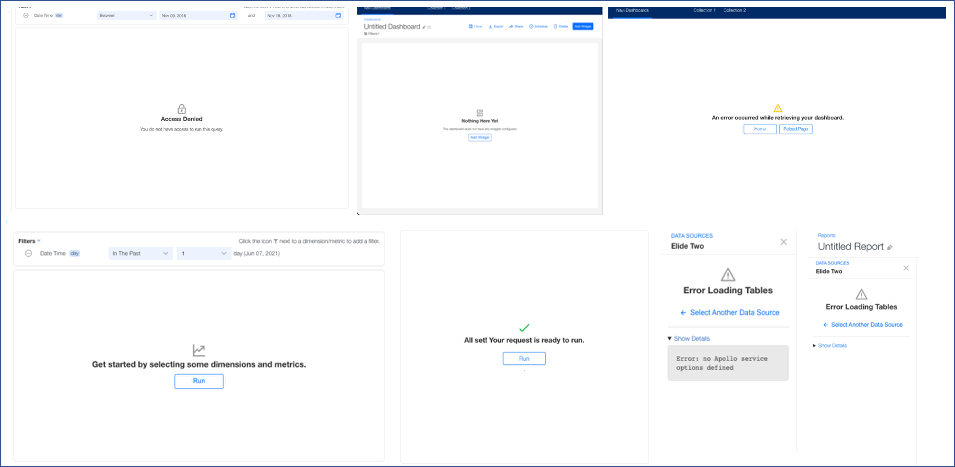 Date Time day Between Nov 09, 2018 and Nov 16, 2018
Access Denied
You do not have access to run this query.
Untitled Dashboard
Clone Export Share Schedule Delete Add Widget
Nothing Here Yet
This dashboard does not have any widgets configured.
Add Widget
Navi Dashboards Collection 1 Collection 2
An error occurred while retrieving your dashboard.
Reload Page
Filters
Click the icon next to a dimension/metric to add a filter.
Date Time day In The Past 1 day (Jun 07, 2021)
Get started by selecting some dimensions and metrics.
Run
All set! Your request is ready to run.
Run
DATA SOURCES
Elide Two
Error Loading Tables
Select Another Data Source
Show Details
Error: no Apollo service
options defined
Reports
Untitled Report
DATA SOURCES
Elide Two
Error Loading Tables
Select Another Data Source
Show Details